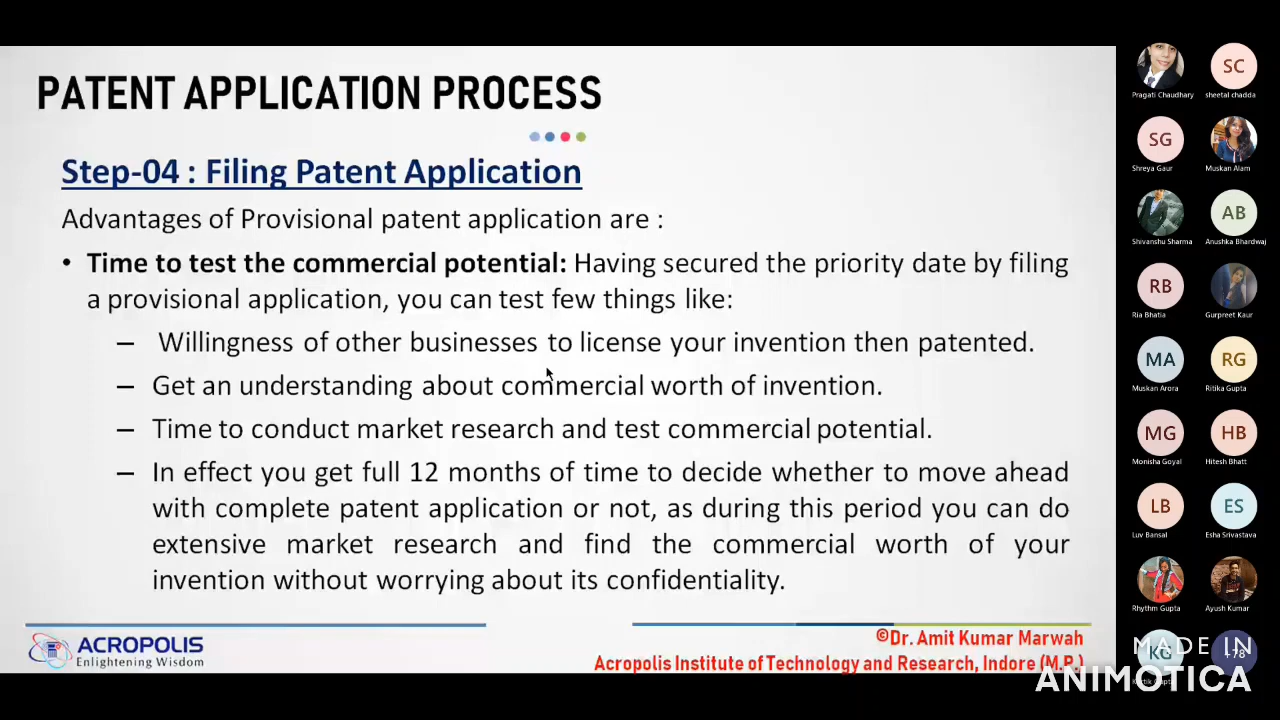 PATENT APPLICATION PROCESS
Step-04 : Filing Patent Application
Advantages of Provisional patent application are :
• Time to test the commercial potential: Having secured the priority date by filing
a provisional application, you can test few things like:
– Willingness of other businesses to license your invention then patented.
– Get an understanding about commercial worth of invention.
– Time to conduct market research and test commercial potential.
– In effect you get full 12 months of time to decide whether to move ahead
with complete patent application or not, as during this period you can do
extensive market research and find the commercial worth of your
invention without worrying about its confidentiality.
ACROPOLIS
Enlightening Wisdom
©Dr. Amit Kumar Marwah
Acropolis Institute of Technology and Research, Indore (M.P.)
SC
Pragati Chaudhary sheetal chadda
SG
Shreya Gaur Muskan Alam
AB
Shivanshu Sharma Anushka Bhardwaj
RB
Ria Bhatia Gurpreet Kaur
MA RG
Muskan Arora Ritika Gupta
MG HB
Monisha Goyal Hitesh Bhatt
LB ES
Luv Bansal Esha Srivastava
Rhythm Gupta Ayush Kumar
KG +78
MADE IN
ANIMOTICA